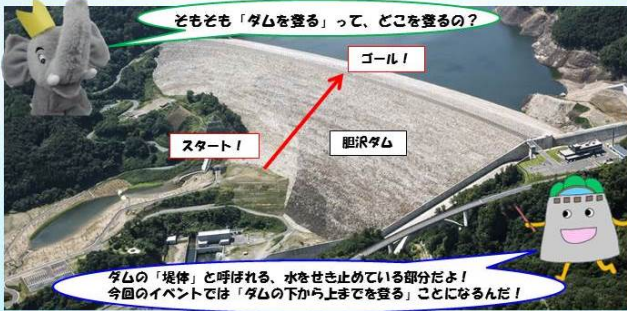 そもそも「ダムを登る」って、どこを登るの？
ゴール！
スタート！
胆沢ダム
ダムの「堤体」と呼ばれる、水をせき止めている部分だよ！
今回のイベントでは「ダムの下から上までを登る」ことになるんだ！